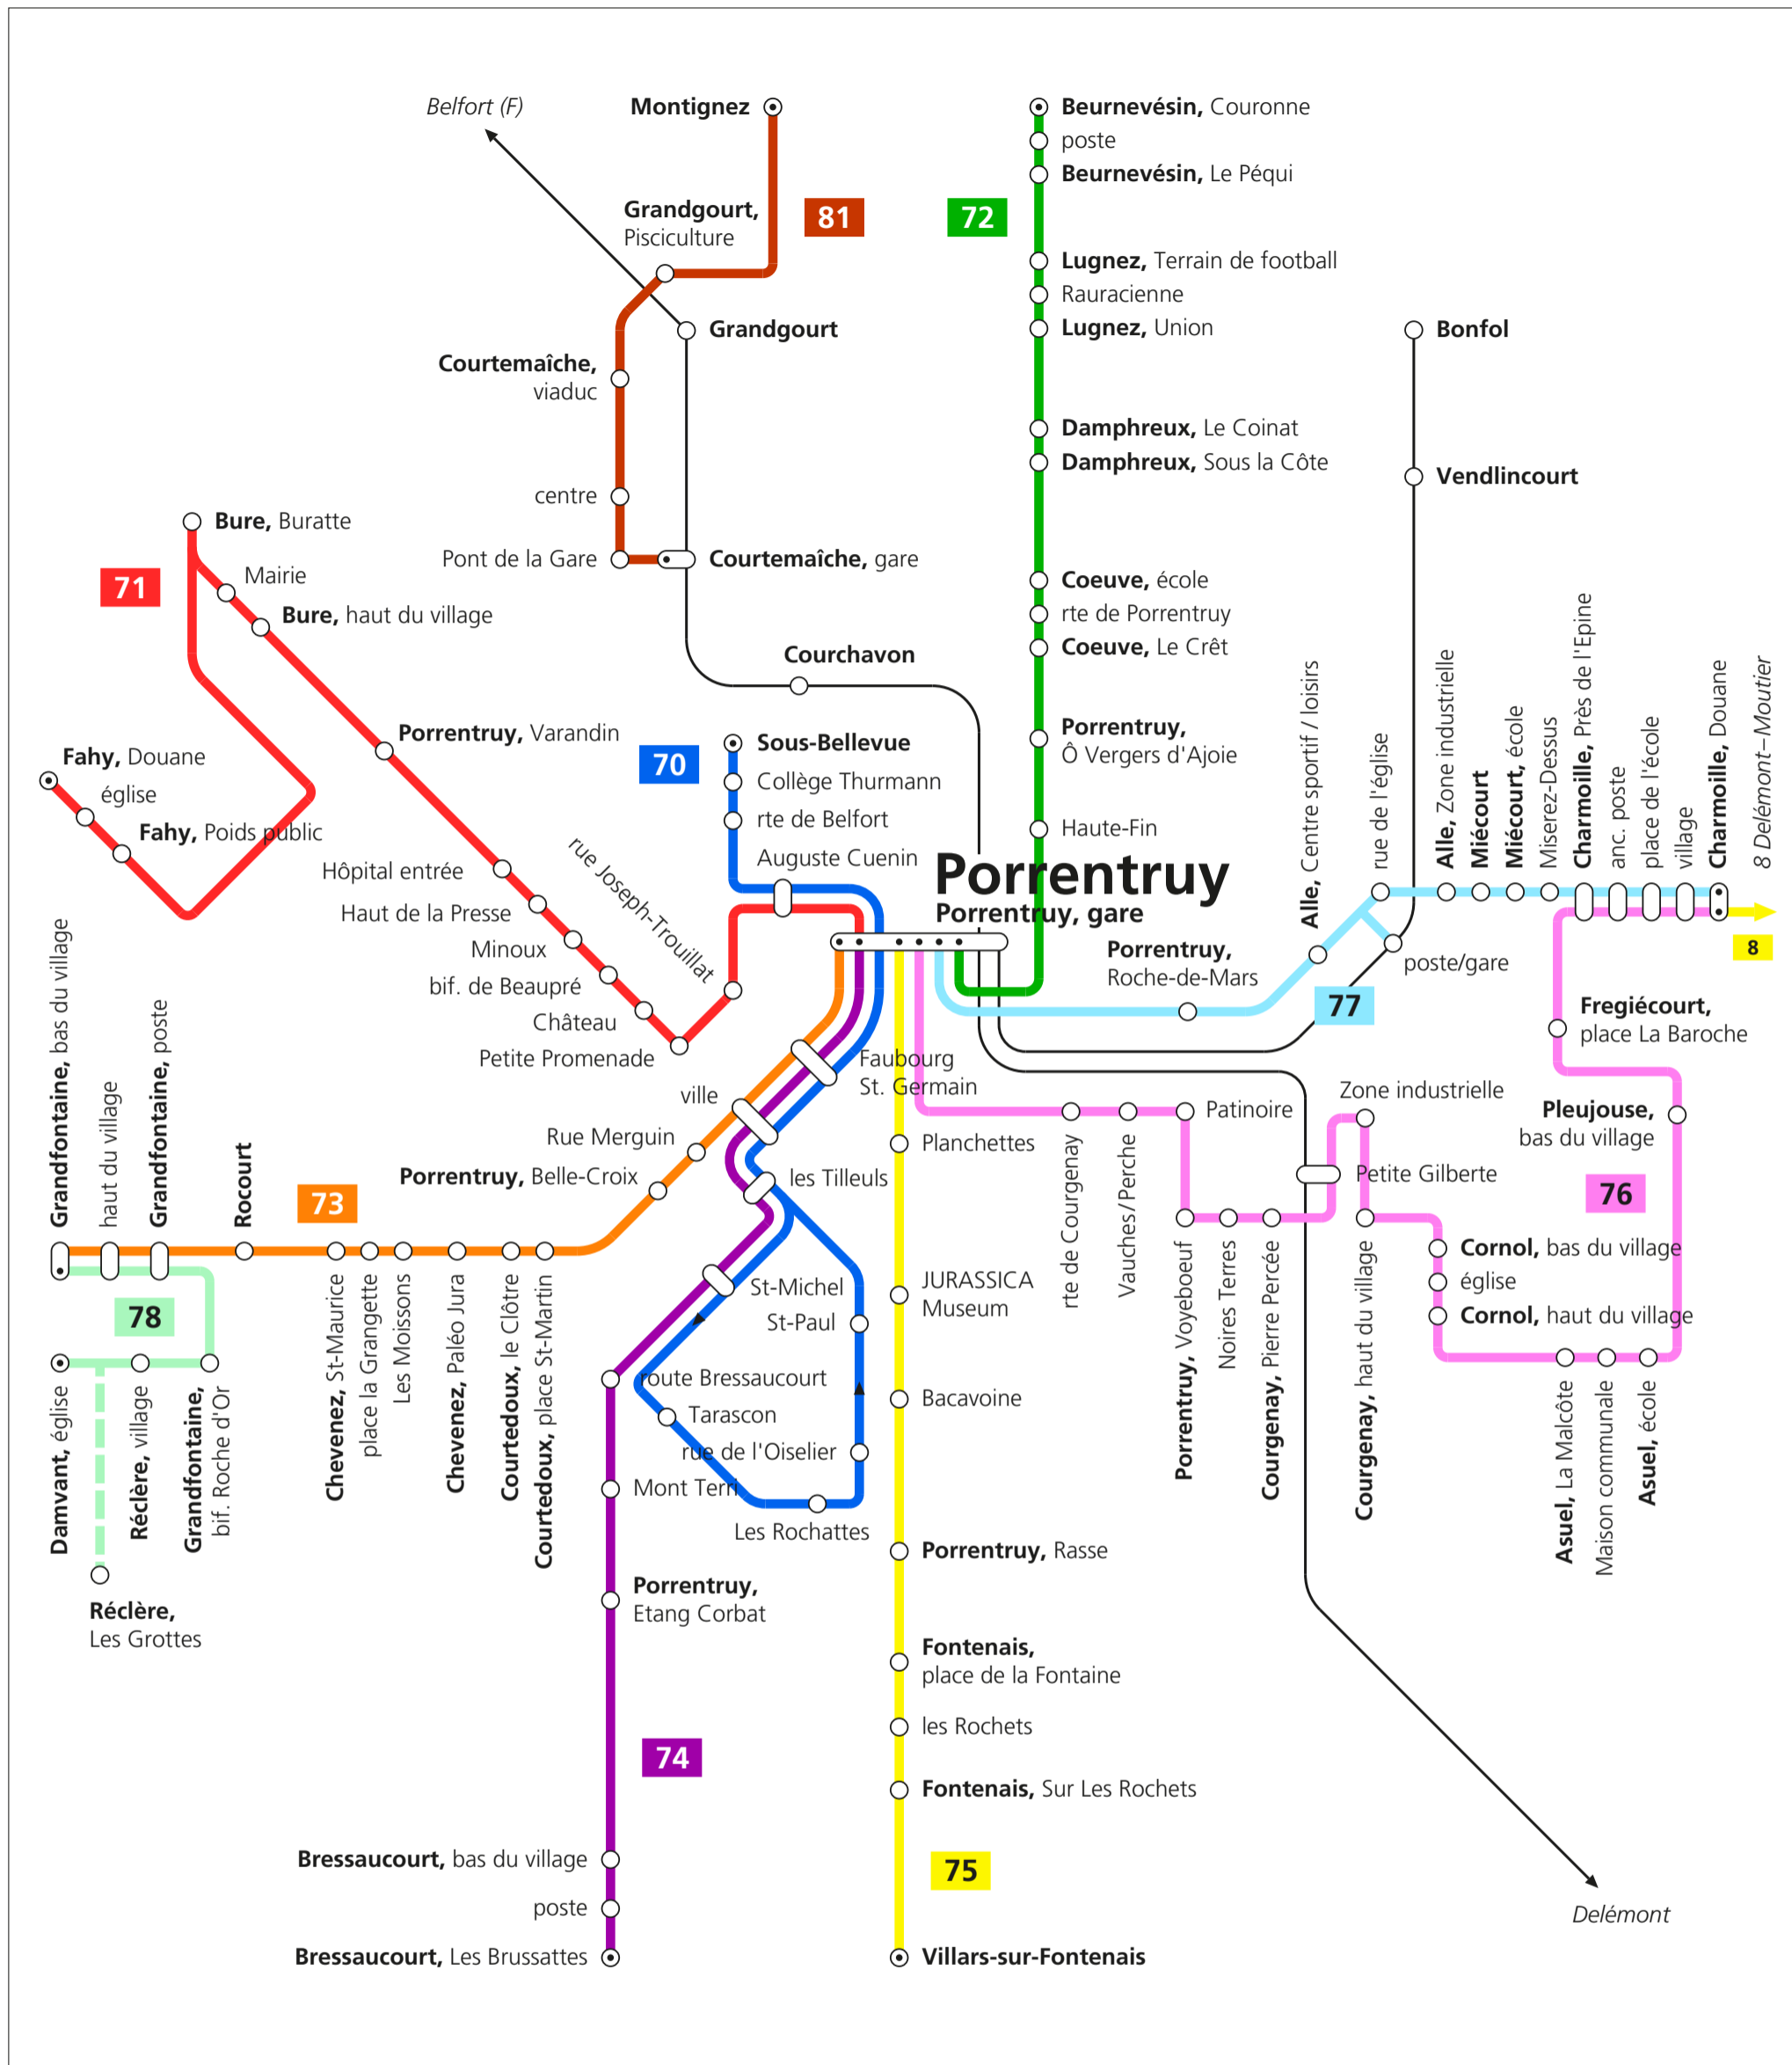 Belfort (F)
Montignez
Grandgourt,
Pisciculture
81
Grandgourt
Courtemaîche,
viaduc
centre
Pont de la Gare
Courtemaîche, gare
Courchavon
72
Beurnevésin, Couronne
poste
Beurnevésin, Le Péqui
Lugnez, Terrain de football
Rauracienne
Lugnez, Union
Damphreux, Le Coinat
Damphreux, Sous la Côte
Coeuve, école
rte de Porrentruy
Coeuve, Le Crêt
Porrentruy,
Ô Vergers d'Ajoie
Haute-Fin
Bonfol
Vendlincourt
71
Bure, Buratte
Mairie
Bure, haut du village
Porrentruy, Varandin
Fahy, Douane
église
Fahy, Poids public
Hôpital entrée
Haut de la Presse
Minoux
bif. de Beaupré
Château
Petite Promenade
rue Joseph-Trouillat
70
Sous-Bellevue
Collège Thurmann
rte de Belfort
Auguste Cuenin
Porrentruy
Porrentruy, gare
Porrentruy,
Roche-de-Mars
77
Alle, Centre sportif / loisirs
rue de l'église
poste/gare
Alle, Zone industrielle
Miécourt
Miécourt, école
Miserez-Dessus
Charmoille, Près de l'Epine
anc. poste
place de l'école
village
Charmoille, Douane
8 Delémont–Moutier
8
Fregiécourt,
place La Baroche
Pleujouse,
bas du village
76
Zone industrielle
Petite Gilberte
Patinoire
rte de Courgenay
Vauches/Perche
Porrentruy, Voyeboeuf
Noires Terres
Courgenay, Pierre Percée
Courgenay, haut du village
Cornol, bas du village
église
Cornol, haut du village
Asuel, La Malcôte
Maison communale
Asuel, école
Faubourg
St. Germain
ville
Rue Merguin
Porrentruy, Belle-Croix
les Tilleuls
73
Grandfontaine, bas du village
haut du village
Grandfontaine, poste
Rocourt
Chevenez, St-Maurice
place la Grangette
Les Moissons
Chevenez, Paléo Jura
Courtedoux, le Clôtre
Courtedoux, place St-Martin
78
Damvant, église
Réclère, village
Grandfontaine,
bif. Roche d'Or
Réclère,
Les Grottes
St-Michel
St-Paul
route Bressaucourt
Tarascon
rue de l'Oiselier
Mont Terri
Les Rochattes
Porrentruy,
Etang Corbat
74
Bressaucourt, bas du village
poste
Bressaucourt, Les Brussattes
Planchettes
JURASSICA
Museum
Bacavoine
Porrentruy, Rasse
Fontenais,
place de la Fontaine
les Rochets
Fontenais, Sur Les Rochets
75
Villars-sur-Fontenais
Delémont